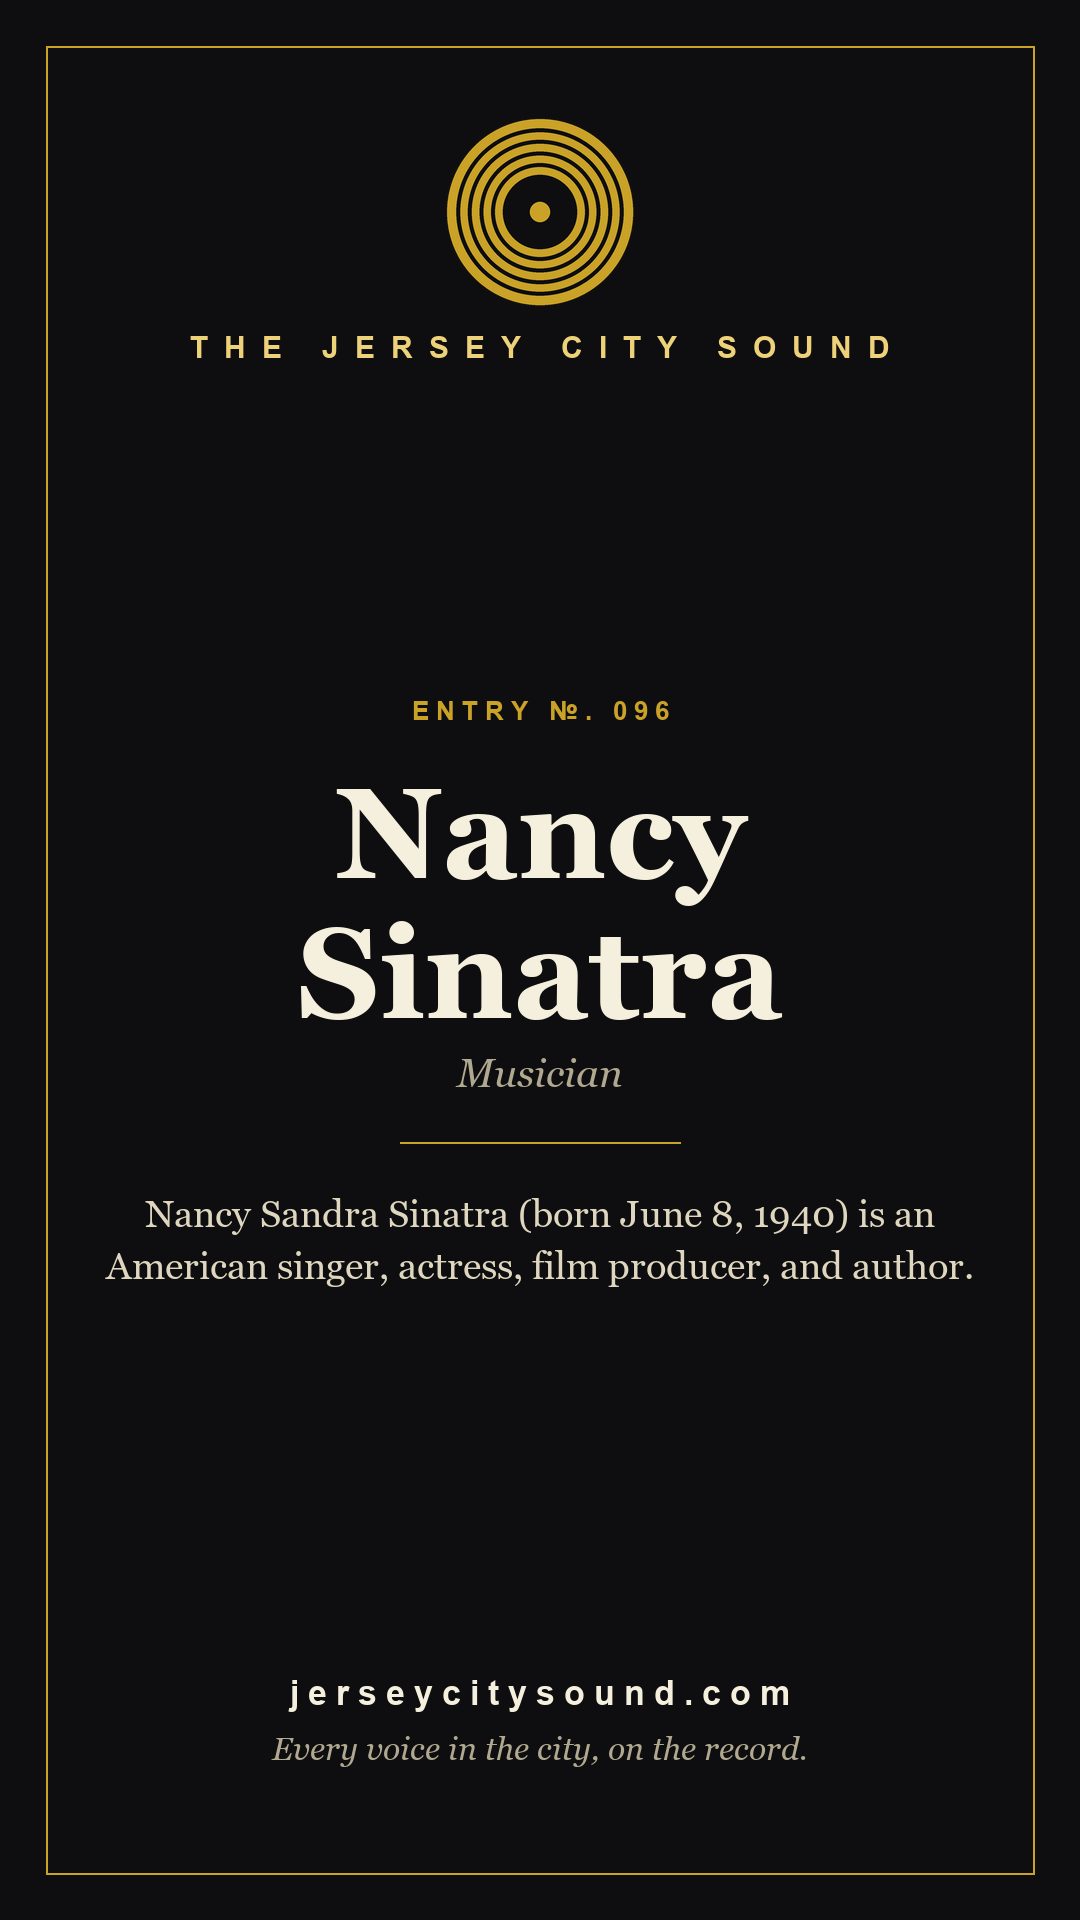 THE JERSEY CITY SOUND
ENTRY №. 096
Nancy
Sinatra
Musician
Nancy Sandra Sinatra (born June 8, 1940) is an
American singer, actress, film producer, and author.
jerseycitysound.com
Every voice in the city, on the record.